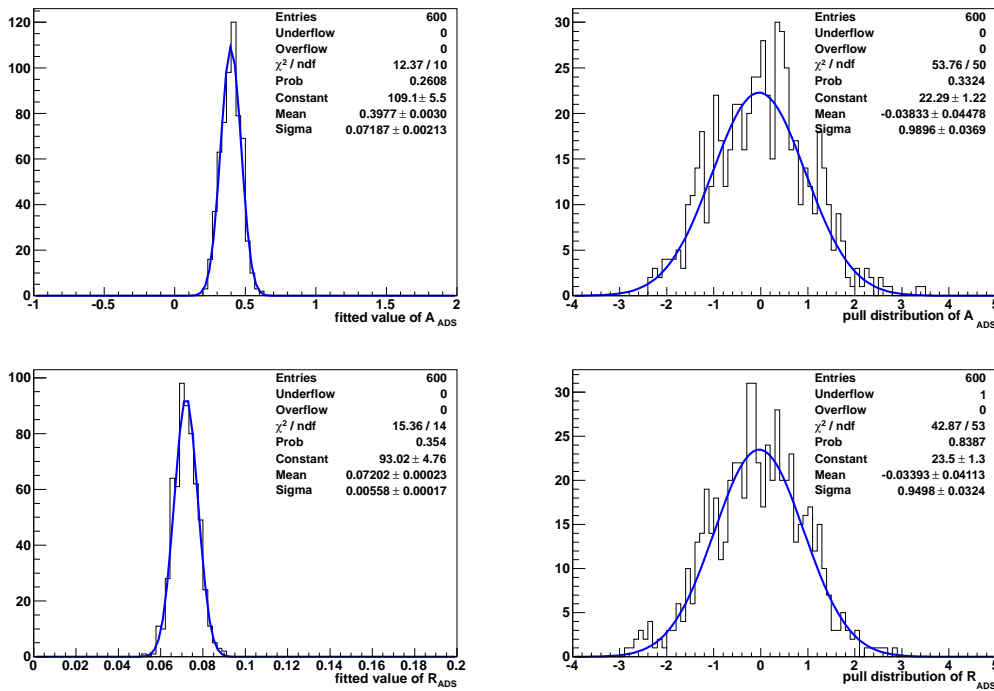 Entries 600
Underflow 0
Overflow 0
χ² / ndf 12.37 / 10
Prob 0.2608
Constant 109.1 ± 5.5
Mean 0.3977 ± 0.0030
Sigma 0.07187 ± 0.00213
120
100
80
60
40
20
0
-1 -0.5 0 0.5 1 1.5 2
fitted value of A ADS
Entries 600
Underflow 0
Overflow 0
χ² / ndf 53.76 / 50
Prob 0.3324
Constant 22.29 ± 1.22
Mean -0.03833 ± 0.04478
Sigma 0.9896 ± 0.0369
30
25
20
15
10
5
0
-4 -3 -2 -1 0 1 2 3 4 5
pull distribution of A ADS
Entries 600
Underflow 0
Overflow 0
χ² / ndf 15.36 / 14
Prob 0.354
Constant 93.02 ± 4.76
Mean 0.07202 ± 0.00023
Sigma 0.00558 ± 0.00017
100
80
60
40
20
0
0 0.02 0.04 0.06 0.08 0.1 0.12 0.14 0.16 0.18 0.2
fitted value of R ADS
Entries 600
Underflow 1
Overflow 0
χ² / ndf 42.87 / 53
Prob 0.8387
Constant 23.5 ± 1.3
Mean -0.03393 ± 0.04113
Sigma 0.9498 ± 0.0324
30
25
20
15
10
5
0
-4 -3 -2 -1 0 1 2 3 4 5
pull distribution of R ADS